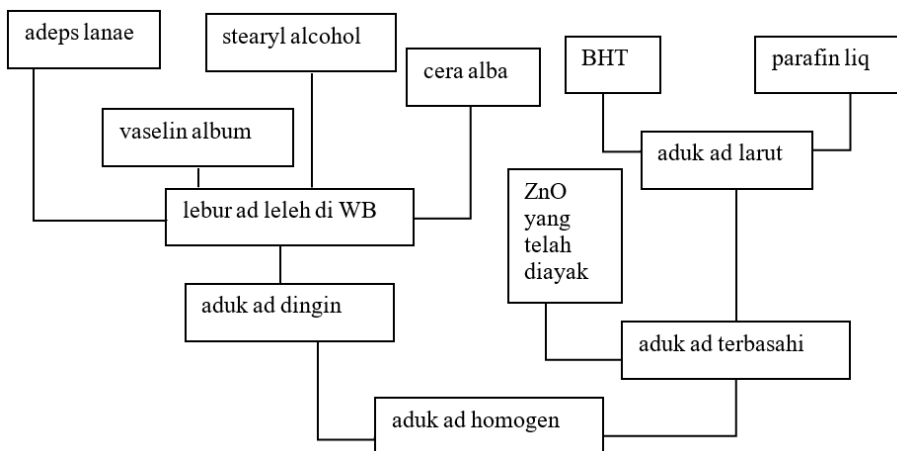 adeps lanae
stearyl alcohol
cera alba
BHT
parafin liq
vaselin album
aduk ad larut
lebur ad leleh di WB
ZnO
yang
telah
diayak
aduk ad dingin
aduk ad terbasahi
aduk ad homogen